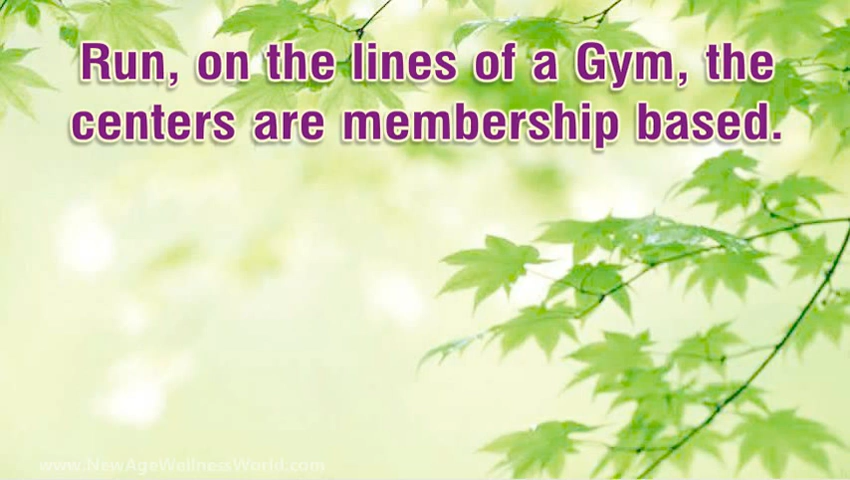 Run, on the lines of a Gym, the
centers are membership based.
www.NewAgeWellnessWorld.com